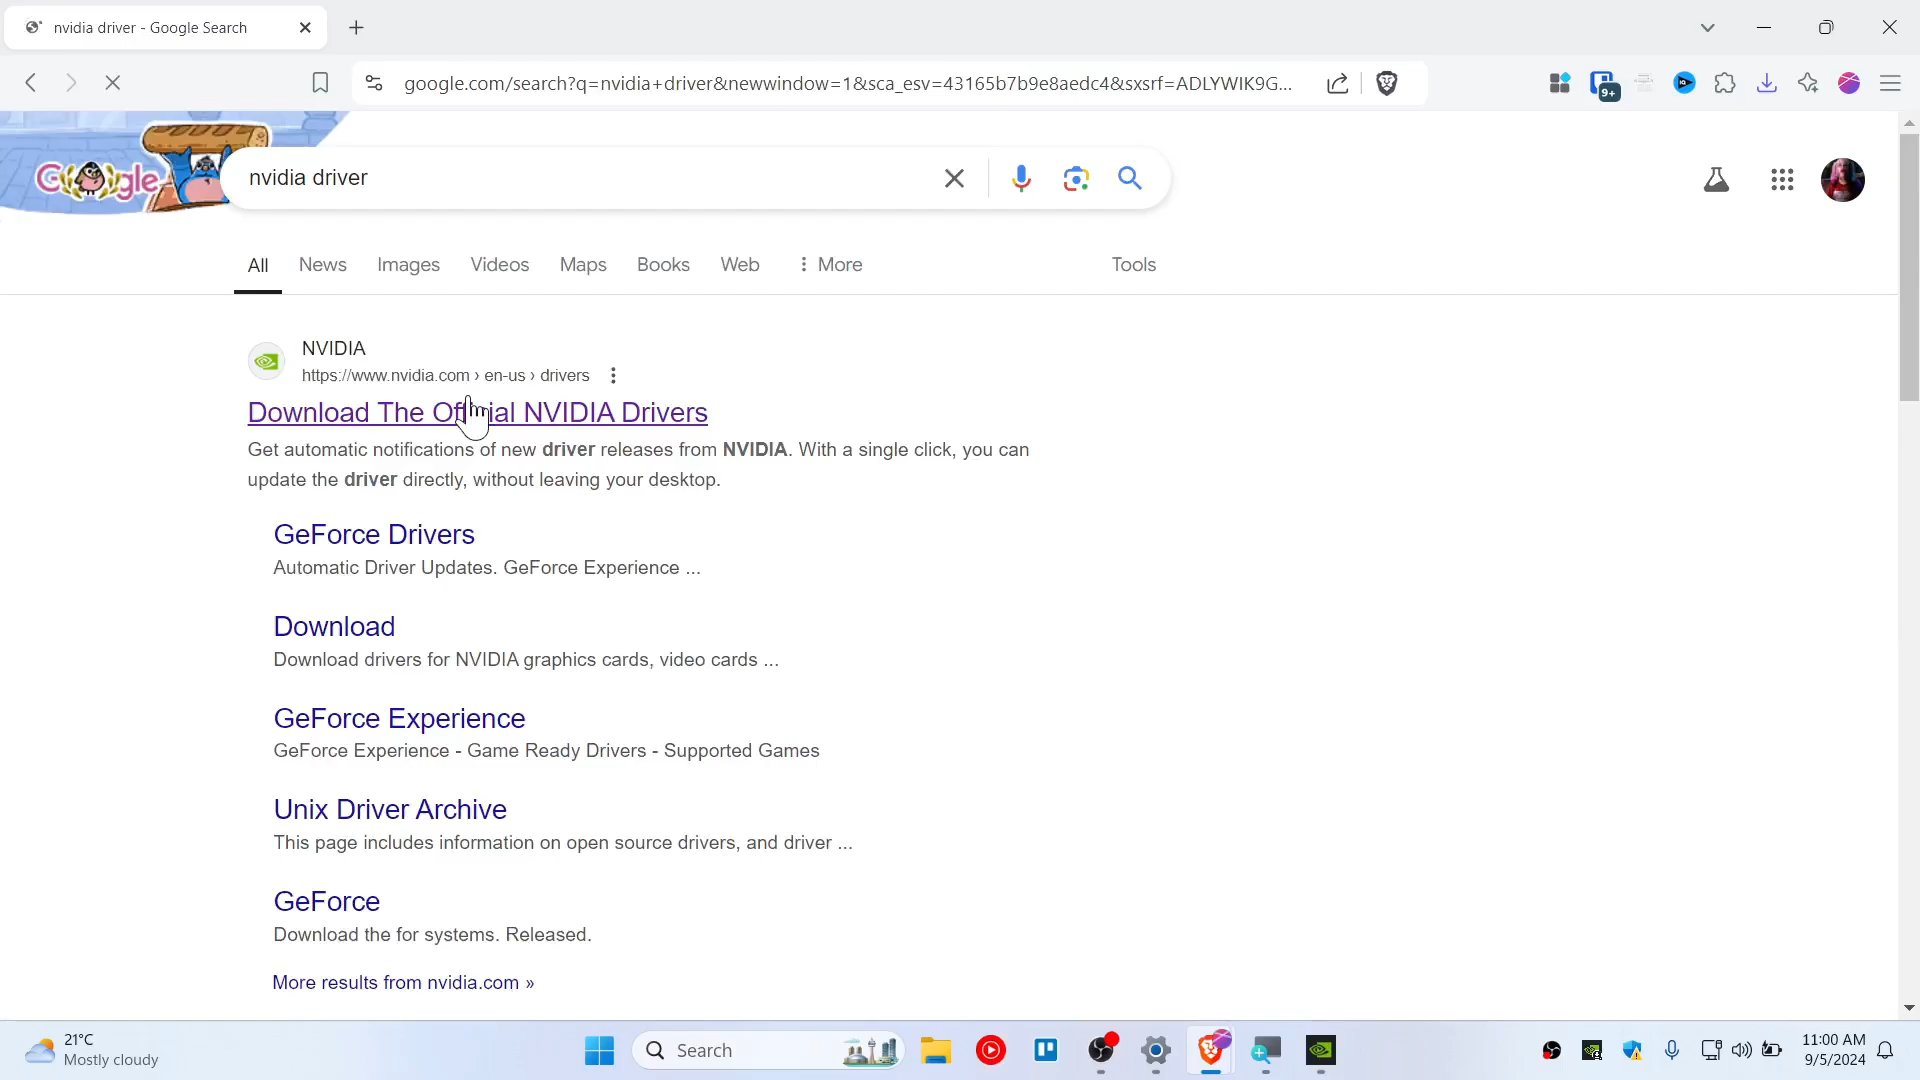 nvidia driver - Google Search
google.com/search?q=nvidia+driver&newwindow=1&sca_esv=43165b7b9e8aedc4&sxsrf=ADLYWIK9G...
9+
Google
nvidia driver
All News Images Videos Maps Books Web More Tools
NVIDIA
https://www.nvidia.com › en-us › drivers
Download The Official NVIDIA Drivers
Get automatic notifications of new driver releases from NVIDIA. With a single click, you can
update the driver directly, without leaving your desktop.
GeForce Drivers
Automatic Driver Updates. GeForce Experience ...
Download
Download drivers for NVIDIA graphics cards, video cards ...
GeForce Experience
GeForce Experience - Game Ready Drivers - Supported Games
Unix Driver Archive
This page includes information on open source drivers, and driver ...
GeForce
Download the for systems. Released.
More results from nvidia.com »
21°C
Mostly cloudy
Search
11:00 AM
9/5/2024